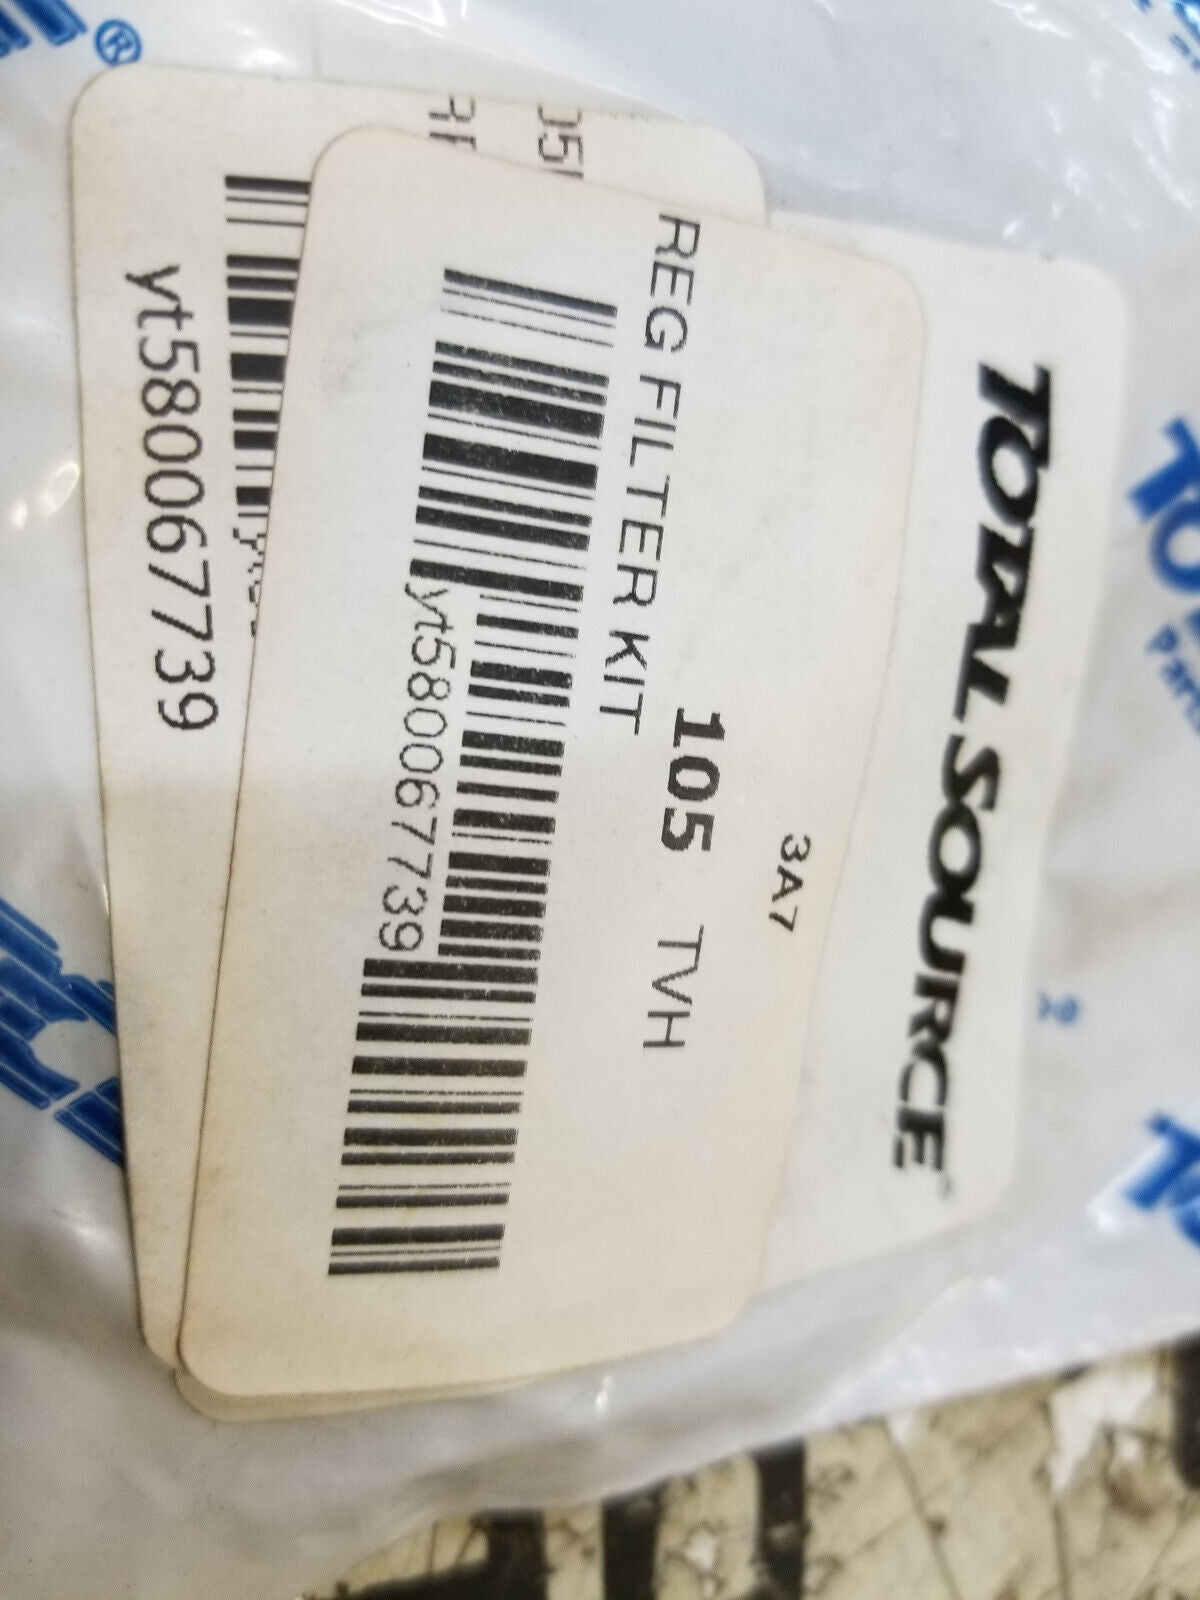 TOTAL SOURCE
3A7
105 TVH
REG FILTER KIT
yt580067739
yt580067739
®